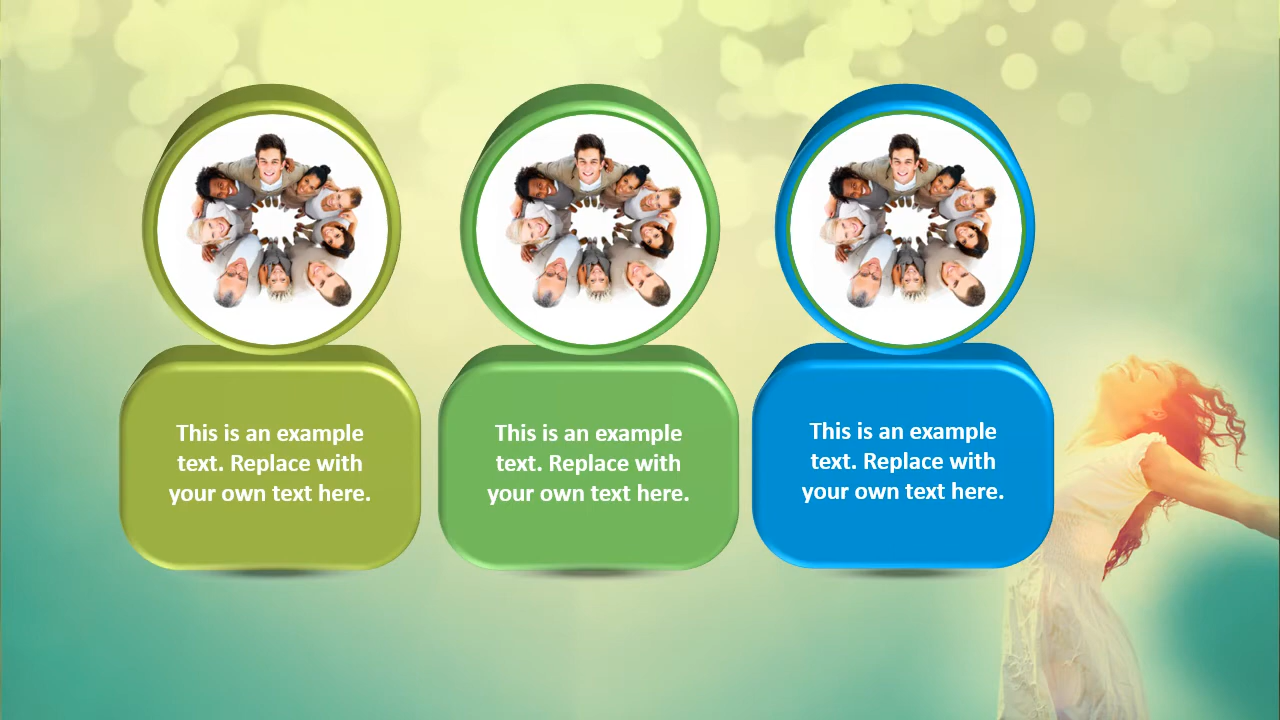 This is an example
text. Replace with
your own text here.
This is an example
text. Replace with
your own text here.
This is an example
text. Replace with
your own text here.